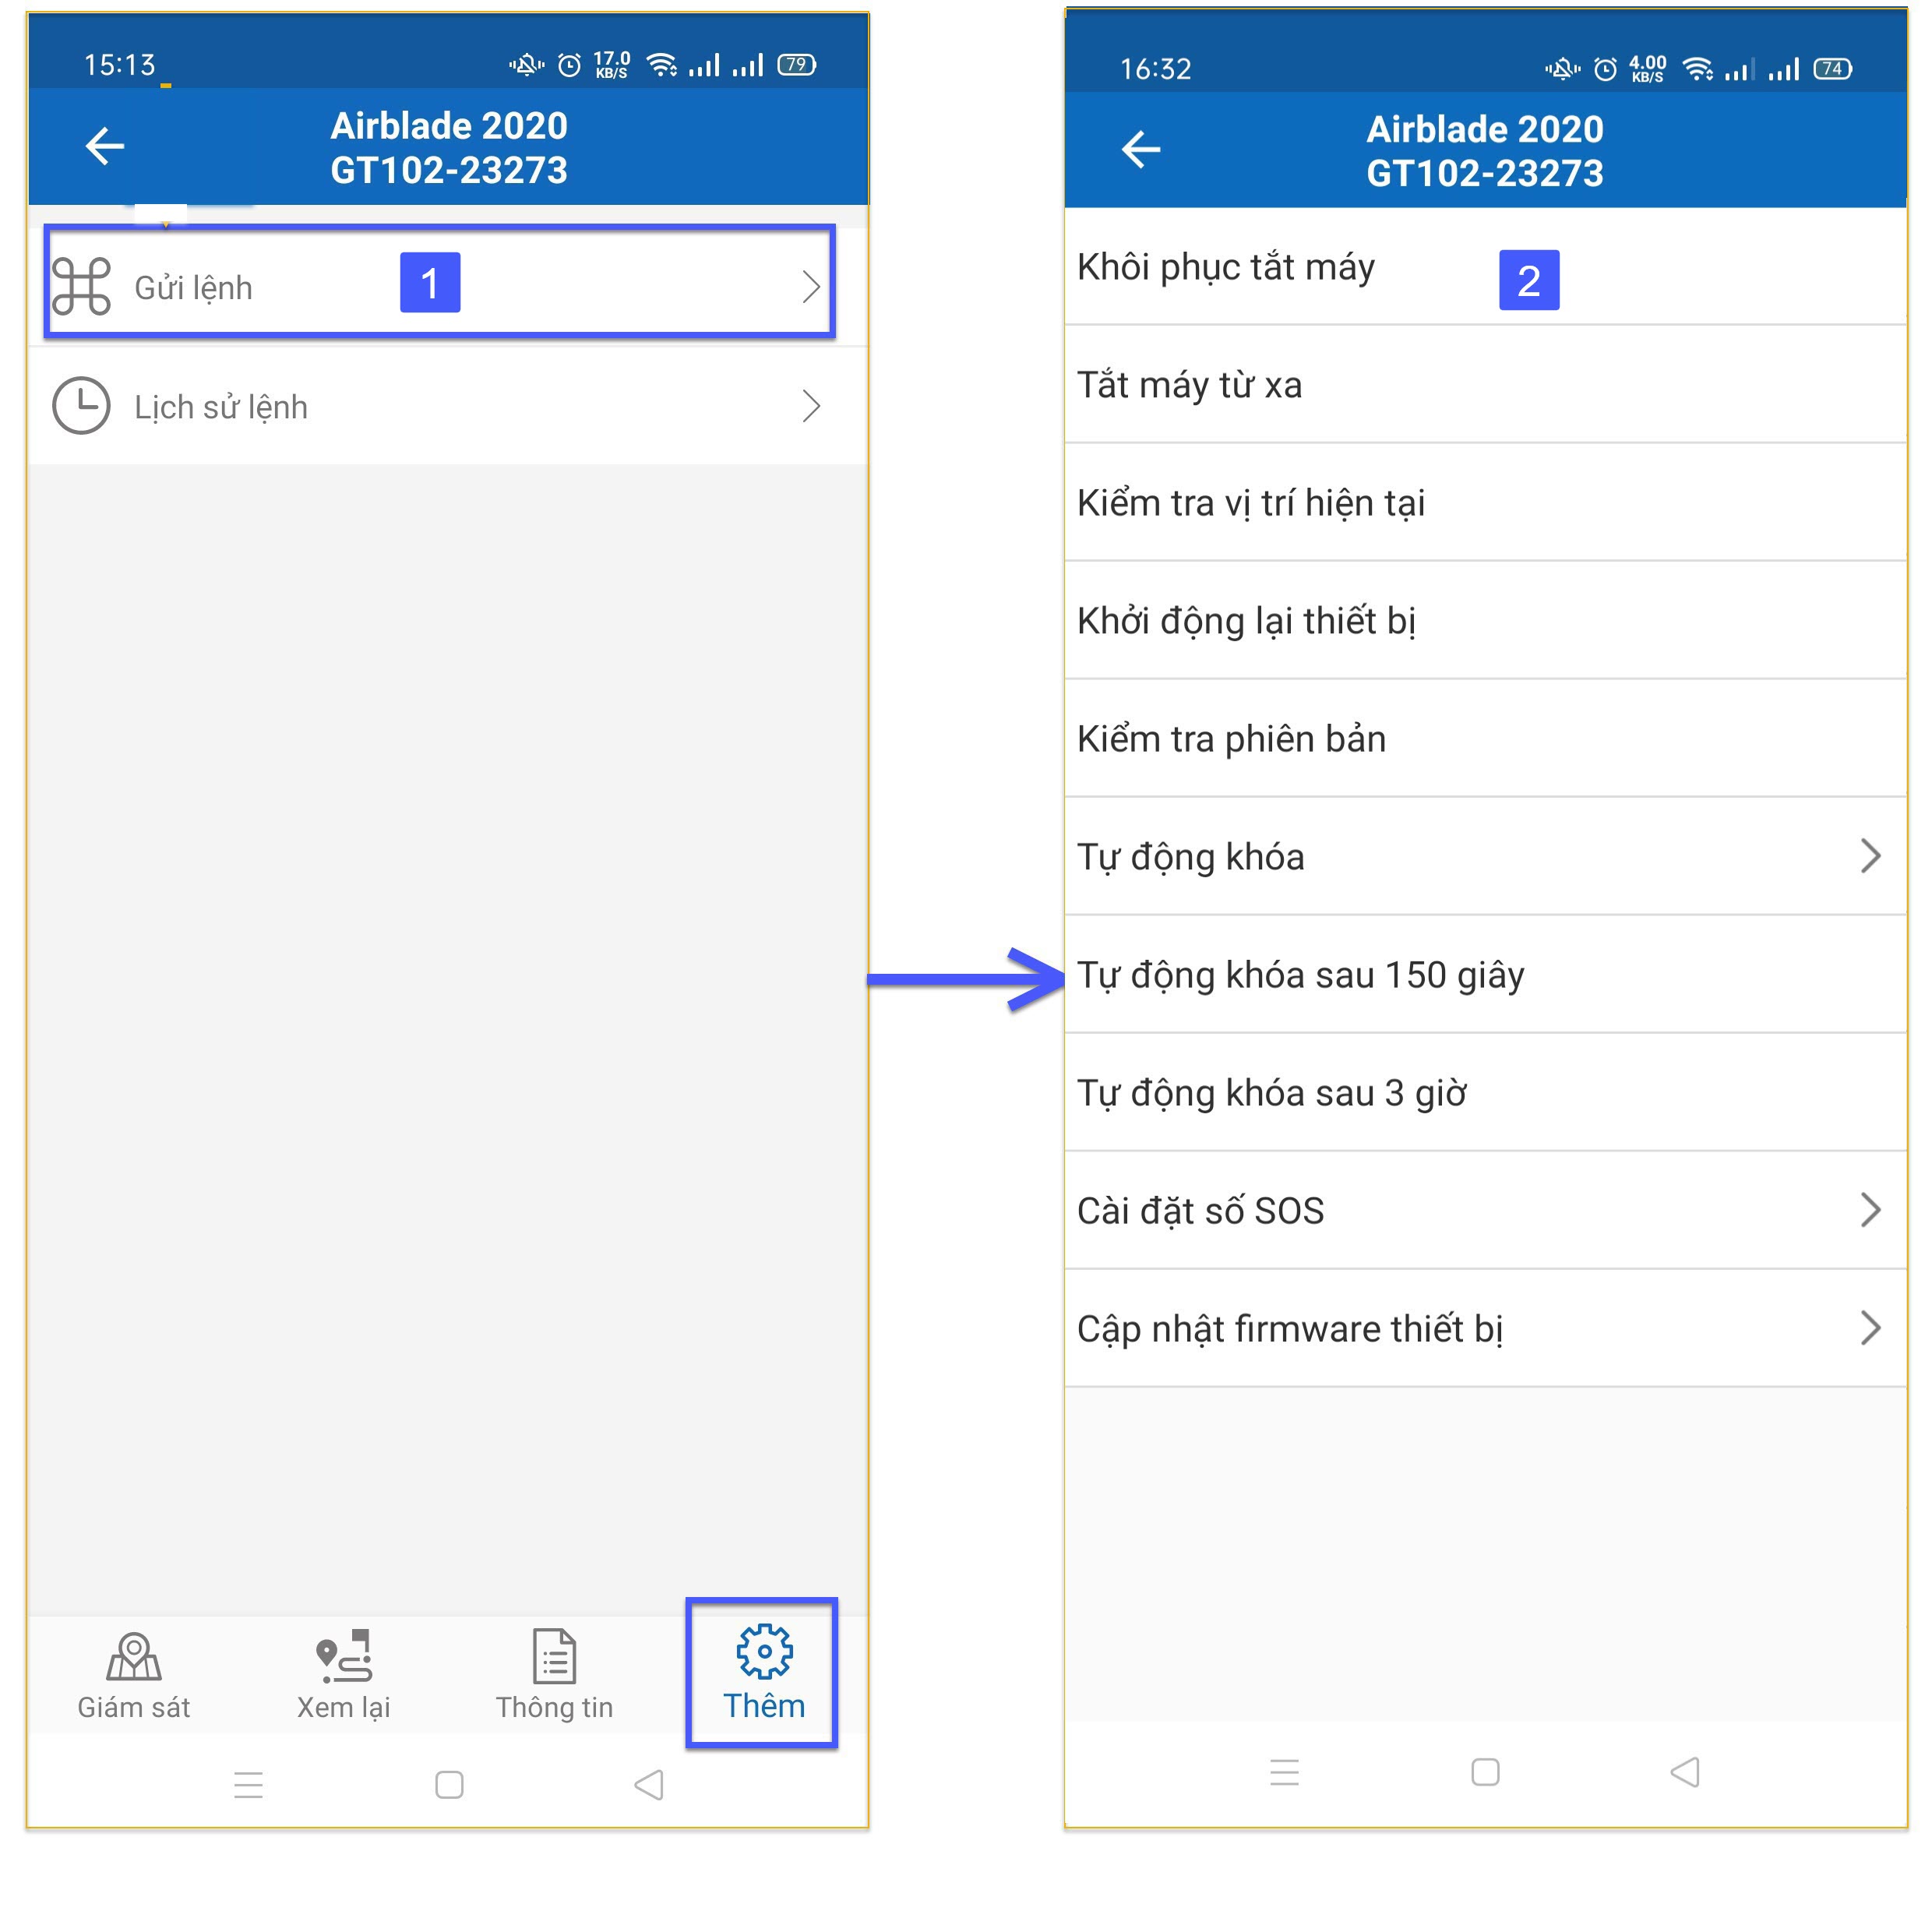 15:13
17.0
KB/S
79
Airblade 2020
GT102-23273
Gửi lệnh
1
Lịch sử lệnh
Giám sát
Xem lại
Thông tin
Thêm
16:32
4.00
KB/S
74
Airblade 2020
GT102-23273
Khôi phục tắt máy
2
Tắt máy từ xa
Kiểm tra vị trí hiện tại
Khởi động lại thiết bị
Kiểm tra phiên bản
Tự động khóa
Tự động khóa sau 150 giây
Tự động khóa sau 3 giờ
Cài đặt số SOS
Cập nhật firmware thiết bị